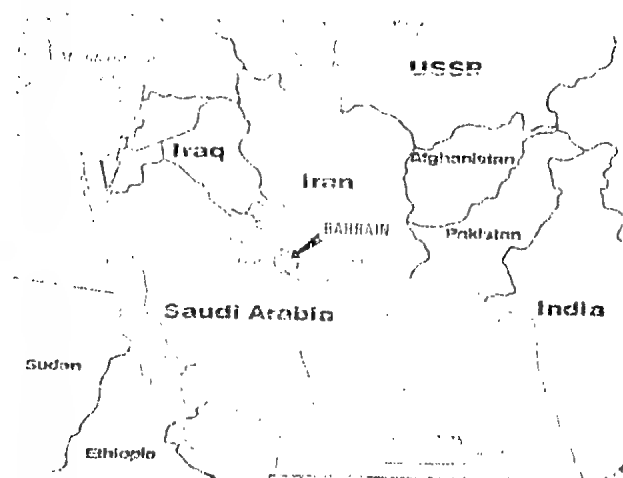 USSR
Iraq
Afghanistan
Iran
BAHRAIN
Pakistan
Saudi Arabia
India
Sudan
Ethiopia